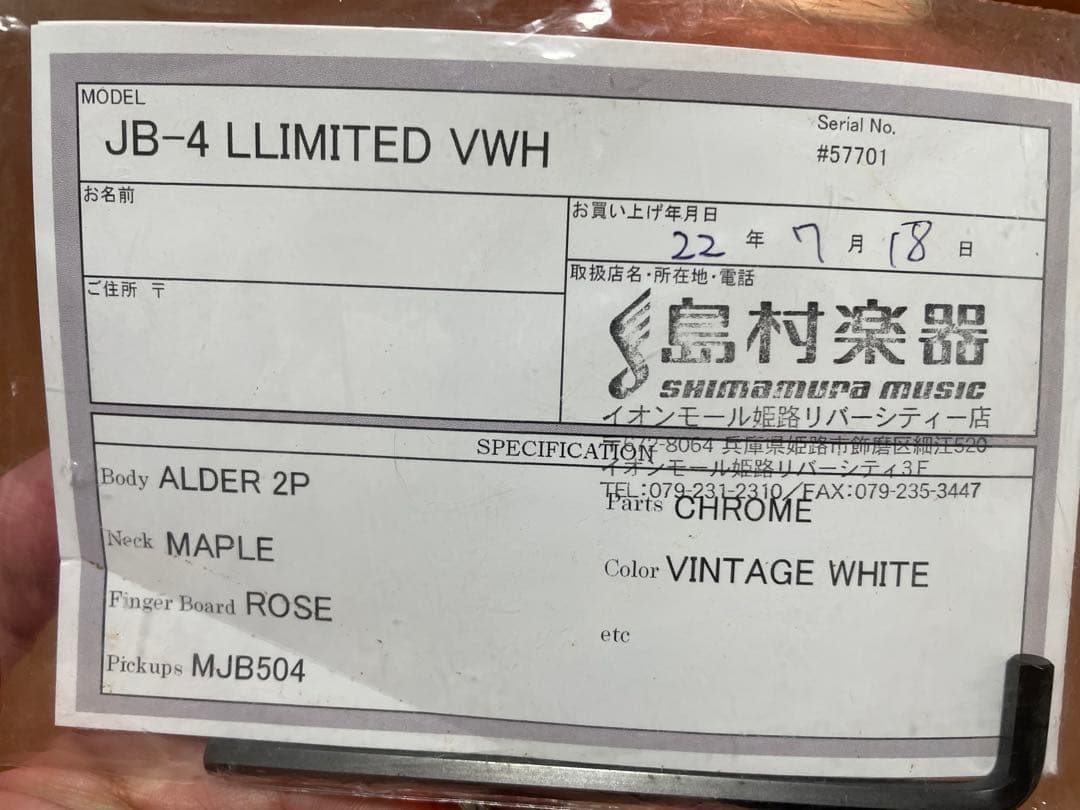 MODEL
JB-4 LLIMITED VWH
Serial No.
#57701
お名前
お買い上げ年月日
22 年 7 月 18 日
ご住所 〒
取扱店名・所在地・電話
島村楽器
SHIMAMURA MUSIC
イオンモール姫路リバーシティー店
〒672-8064 兵庫県姫路市飾磨区細江520
イオンモール姫路リバーシティ3F
TEL:079-231-2310/FAX:079-235-3447
SPECIFICATION
Body ALDER 2P
Neck MAPLE
Finger Board ROSE
Pickups MJB504
Parts CHROME
Color VINTAGE WHITE
etc